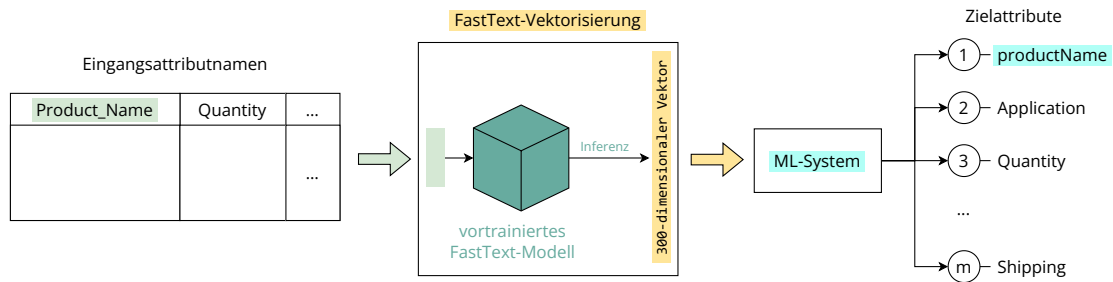 Eingangsattributnamen
Product_Name
Quantity
...
...
FastText-Vektorisierung
Inferenz
vortrainiertes
FastText-Modell
300-dimensionaler Vektor
ML-System
Zielattribute
1
productName
2
Application
3
Quantity
...
m
Shipping